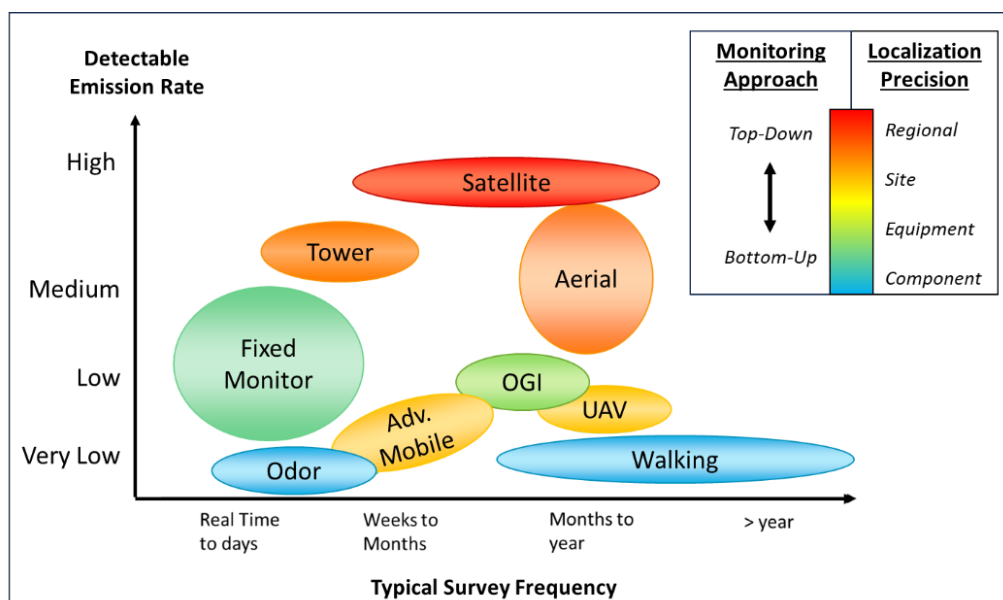 Detectable
Emission Rate
High
Medium
Low
Very Low
Satellite
Tower
Aerial
Fixed
Monitor
OGI
Adv.
Mobile
UAV
Odor
Walking
Real Time
to days
Weeks to
Months
Months to
year
> year
Typical Survey Frequency
Monitoring
Approach
Top-Down
Bottom-Up
Localization
Precision
Regional
Site
Equipment
Component